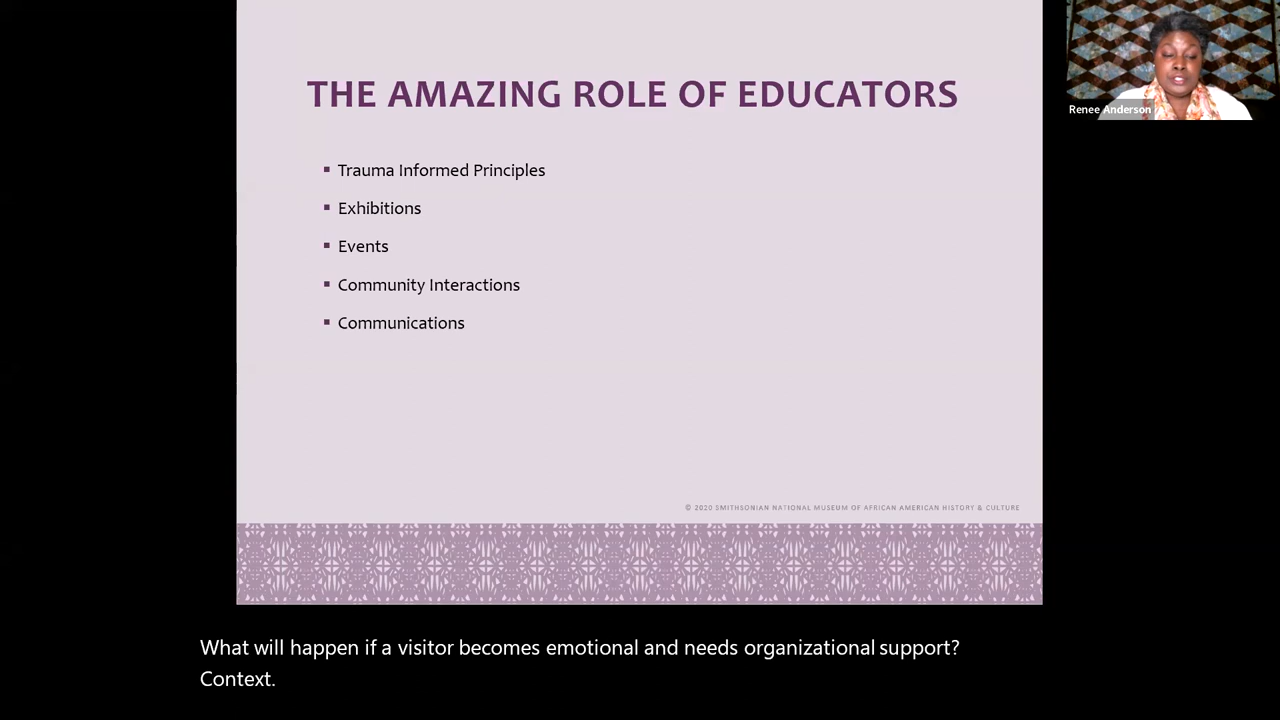 THE AMAZING ROLE OF EDUCATORS
Renee Anderson
▪ Trauma Informed Principles
▪ Exhibitions
▪ Events
▪ Community Interactions
▪ Communications
© 2020 SMITHSONIAN NATIONAL MUSEUM OF AFRICAN AMERICAN HISTORY & CULTURE
What will happen if a visitor becomes emotional and needs organizational support?
Context.